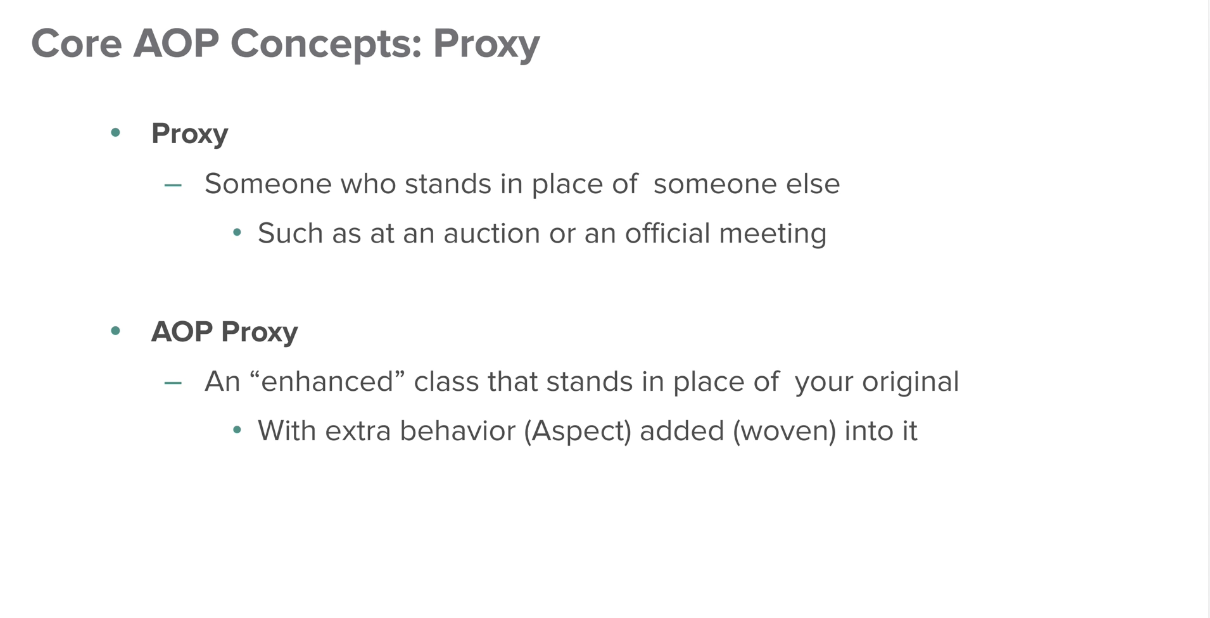 Core AOP Concepts: Proxy
• Proxy
– Someone who stands in place of  someone else
• Such as at an auction or an official meeting
• AOP Proxy
– An “enhanced” class that stands in place of  your original
• With extra behavior (Aspect) added (woven) into it